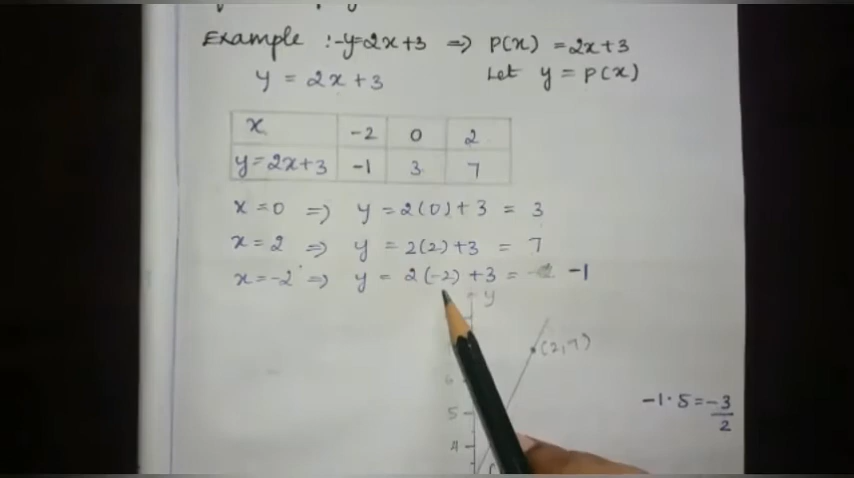 Example :- y=2x+3 => P(x) = 2x+3
y = 2x+3 Let y = P(x)
x -2 0 2
y=2x+3 -1 3 7
x=0 => y = 2(0)+3 = 3
x=2 => y = 2(2)+3 = 7
x=-2 => y = 2(-2)+3 = -1
y
(2,7)
6
5
4
-1.5 = -3/2